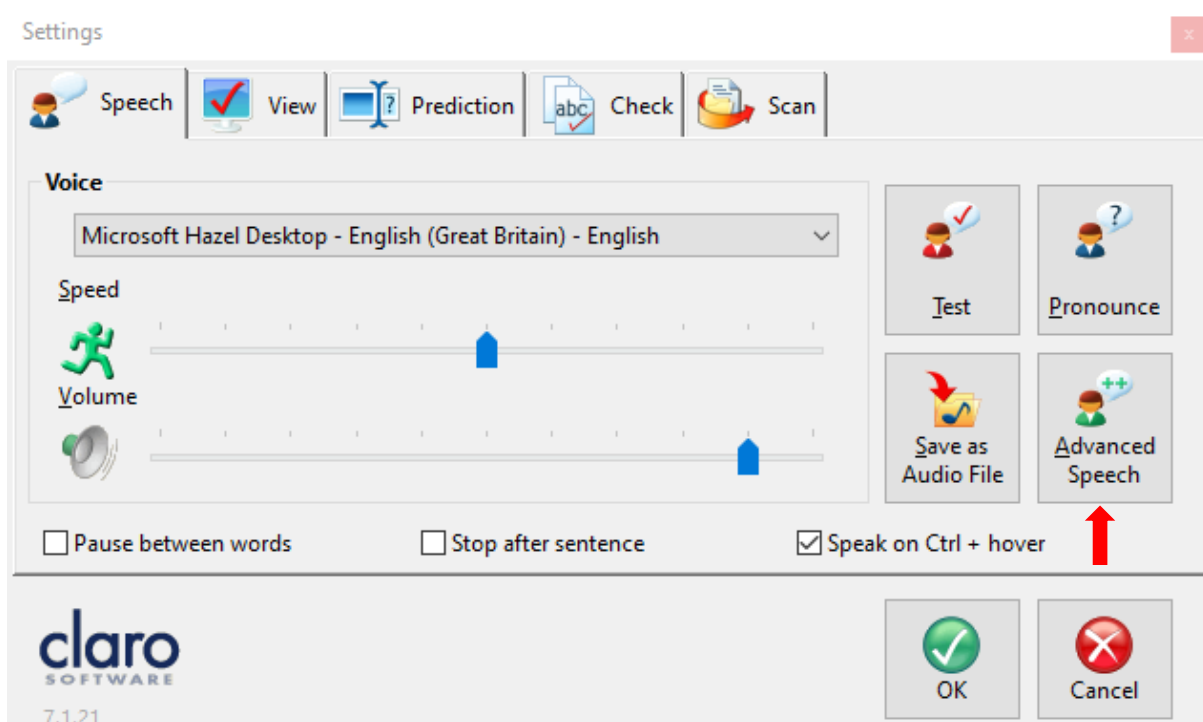 Settings
x
Speech
View
Prediction
abc
Check
Scan
Voice
Microsoft Hazel Desktop - English (Great Britain) - English
Speed
Volume
Test
Pronounce
Save as
Audio File
Advanced
Speech
Pause between words
Stop after sentence
Speak on Ctrl + hover
claro
SOFTWARE
7.1.21
OK
Cancel